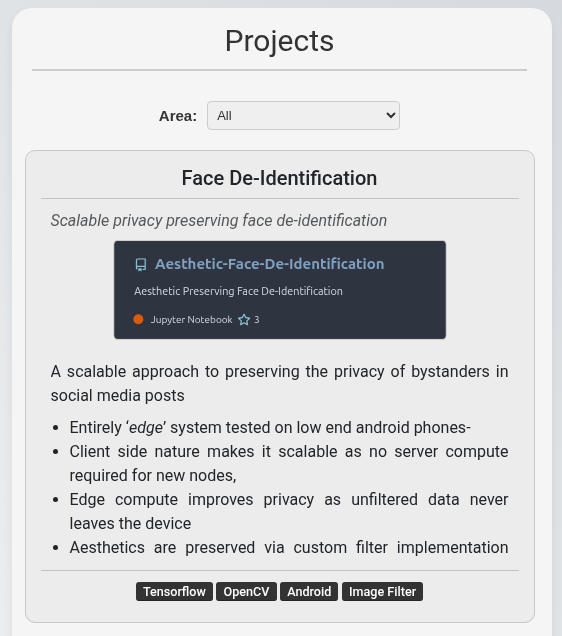 Projects
Area: All
Face De-Identification
Scalable privacy preserving face de-identification
Aesthetic-Face-De-Identification
Aesthetic Preserving Face De-Identification
Jupyter Notebook 3
A scalable approach to preserving the privacy of bystanders in
social media posts
• Entirely ‘edge’ system tested on low end android phones-
• Client side nature makes it scalable as no server compute
required for new nodes,
• Edge compute improves privacy as unfiltered data never
leaves the device
• Aesthetics are preserved via custom filter implementation
Tensorflow OpenCV Android Image Filter